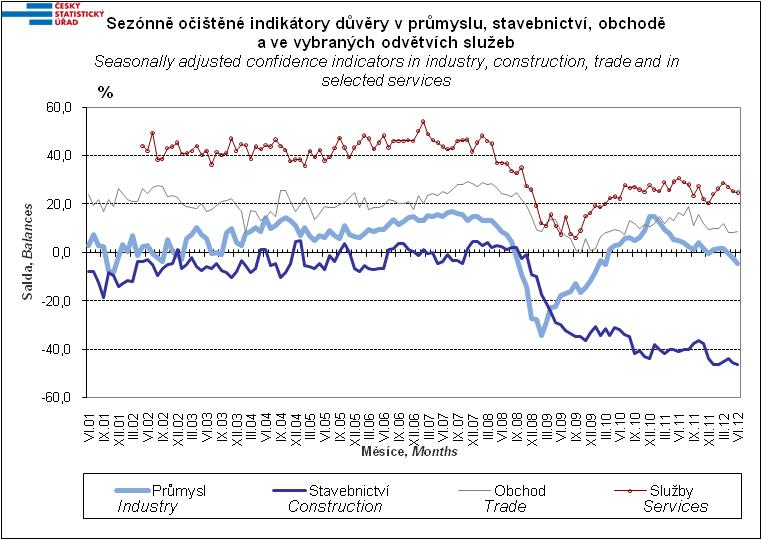 ČESKÝ
STATISTICKÝ
ÚŘAD
Sezónně očištěné indikátory důvěry v průmyslu, stavebnictví, obchodě
a ve vybraných odvětvích služeb
Seasonally adjusted confidence indicators in industry, construction, trade and in
selected services
%
60,0
40,0
20,0
0,0
-20,0
-40,0
-60,0
Salda, Balances
VI.01
IX.01
XII.01
III.02
VI.02
IX.02
XII.02
III.03
VI.03
IX.03
XII.03
III.04
VI.04
IX.04
XII.04
III.05
VI.05
IX.05
XII.05
III.06
VI.06
IX.06
XII.06
III.07
VI.07
IX.07
XII.07
III.08
VI.08
IX.08
XII.08
III.09
VI.09
IX.09
XII.09
III.10
VI.10
IX.10
XII.10
III.11
VI.11
IX.11
XII.11
III.12
VI.12
Měsíce, Months
Průmysl Stavebnictví Obchod Služby
Industry Construction Trade Services